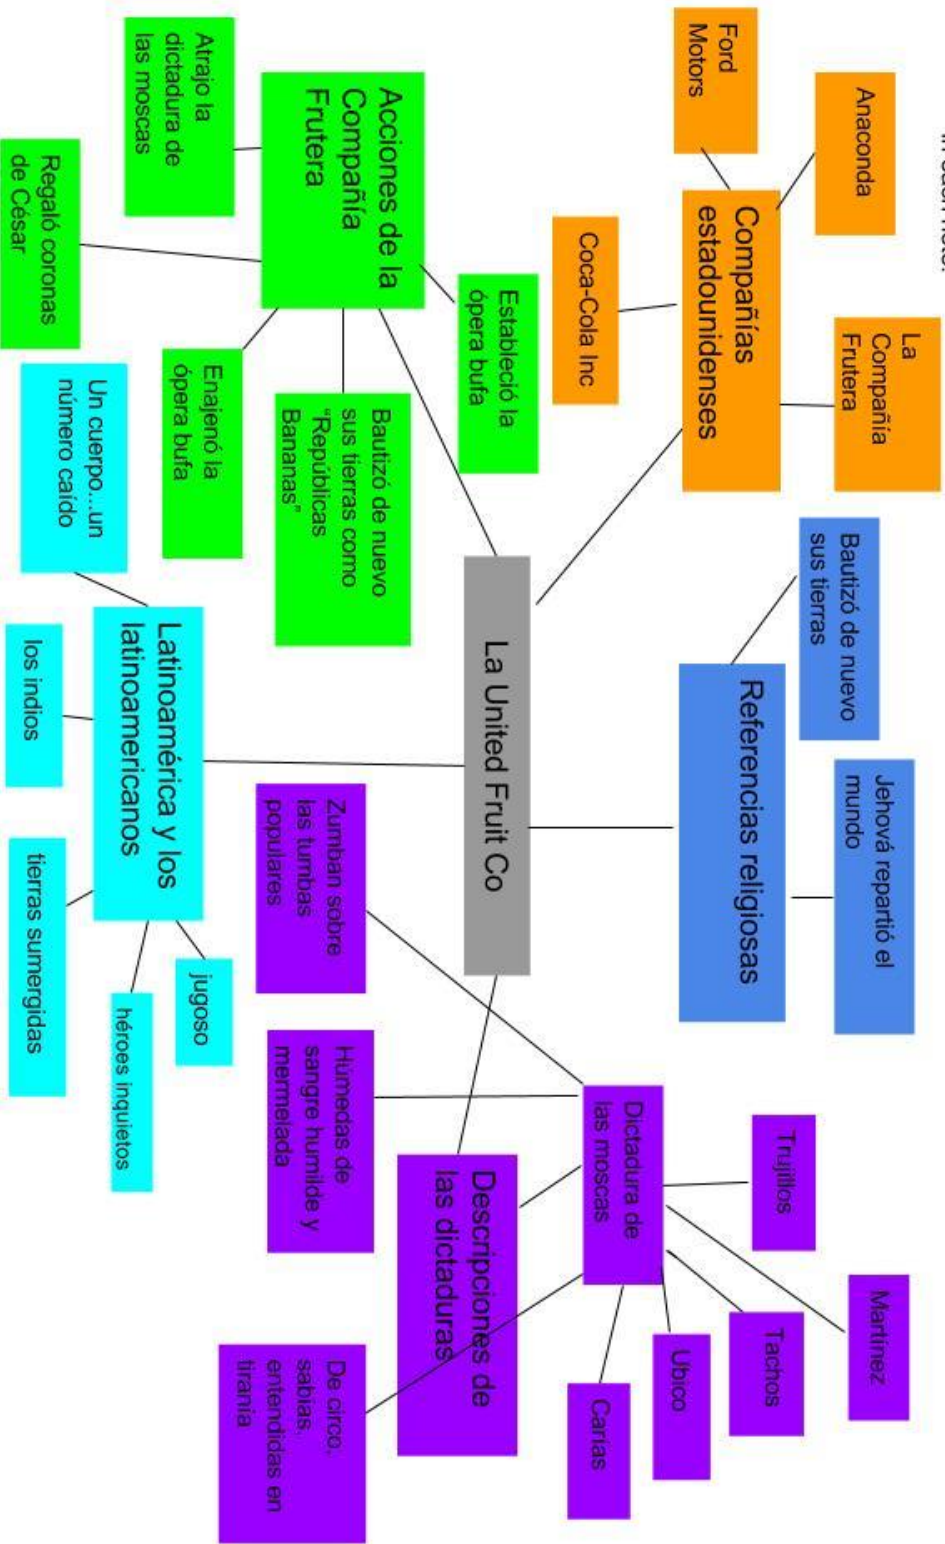 La
Compañía
Frutera
Anaconda
Ford
Motors
Compañías
estadounidenses
Coca-Cola Inc
Jehová repartió el
mundo
Bautizó de nuevo
sus tierras
Referencias religiosas
Martínez
Trujillos
Tachos
Ubico
Carías
Dictadura de
las moscas
Estableció la
ópera bufa
La United Fruit Co
Descripciones de
las dictaduras
Acciones de la
Compañía
Frutera
Bautizó de nuevo
sus tierras como
“Repúblicas
Bananas”
Zumban sobre
las tumbas
populares
Húmedas de
sangre humilde y
mermelada
De circo,
sabias,
entendidas en
tiranía
Atrajo la
dictadura de
las moscas
Enajenó la
ópera bufa
Regaló coronas
de César
Latinoamérica y los
latinoamericanos
jugoso
héroes inquietos
Un cuerpo...un
número caído
los indios
tierras sumergidas